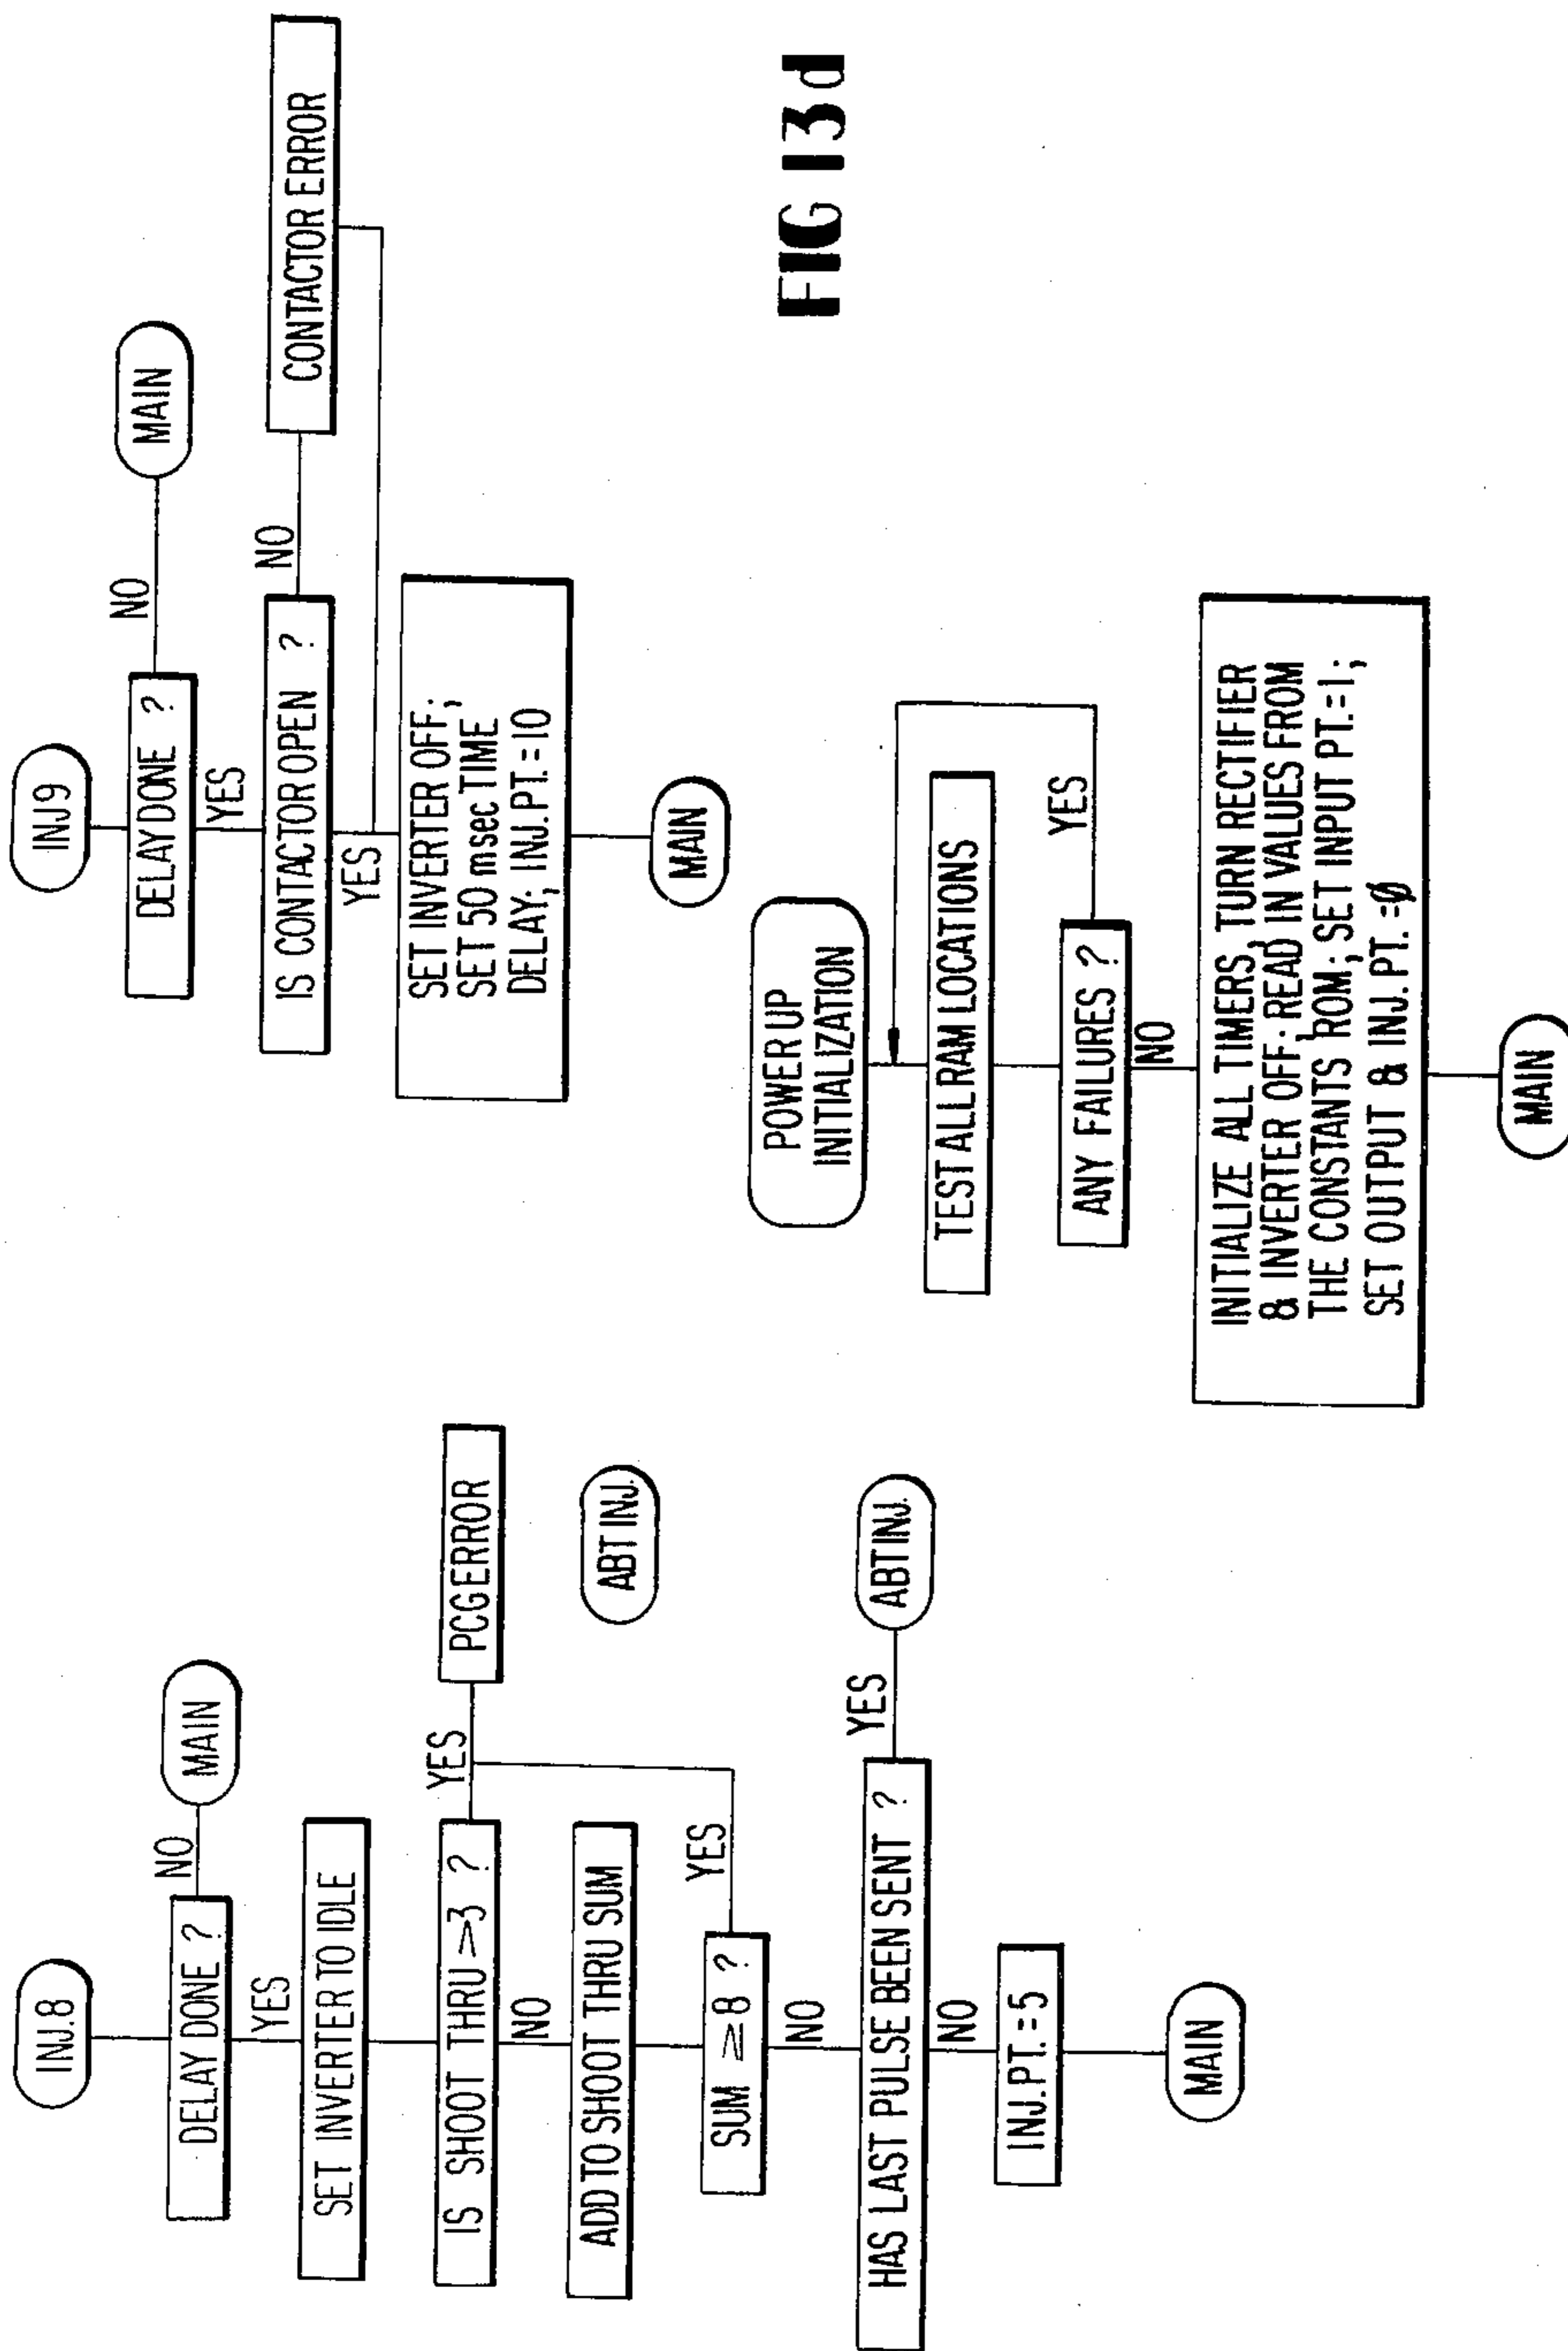 INJ.8
DELAY DONE ?
NO
MAIN
YES
SET INVERTER TO IDLE
IS SHOOT THRU >3 ?
YES
PCGERROR
NO
ADD TO SHOOT THRU SUM
ABT INJ.
SUM ≥8 ?
YES
NO
HAS LAST PULSE BEEN SENT ?
YES
ABT INJ.
NO
INJ.PT.=5
MAIN
INJ9
DELAY DONE ?
NO
MAIN
YES
IS CONTACTOR OPEN ?
NO
CONTACTOR ERROR
YES
SET INVERTER OFF;
SET 50 msec TIME
DELAY; INJ.PT.=10
MAIN
POWER UP
INITIALIZATION
TEST ALL RAM LOCATIONS
ANY FAILURES ?
YES
NO
INITIALIZE ALL TIMERS, TURN RECTIFIER
& INVERTER OFF; READ IN VALUES FROM
THE CONSTANTS ROM; SET INPUT PT.=1;
SET OUTPUT & INJ. PT. =Ø
MAIN
FIG 13d